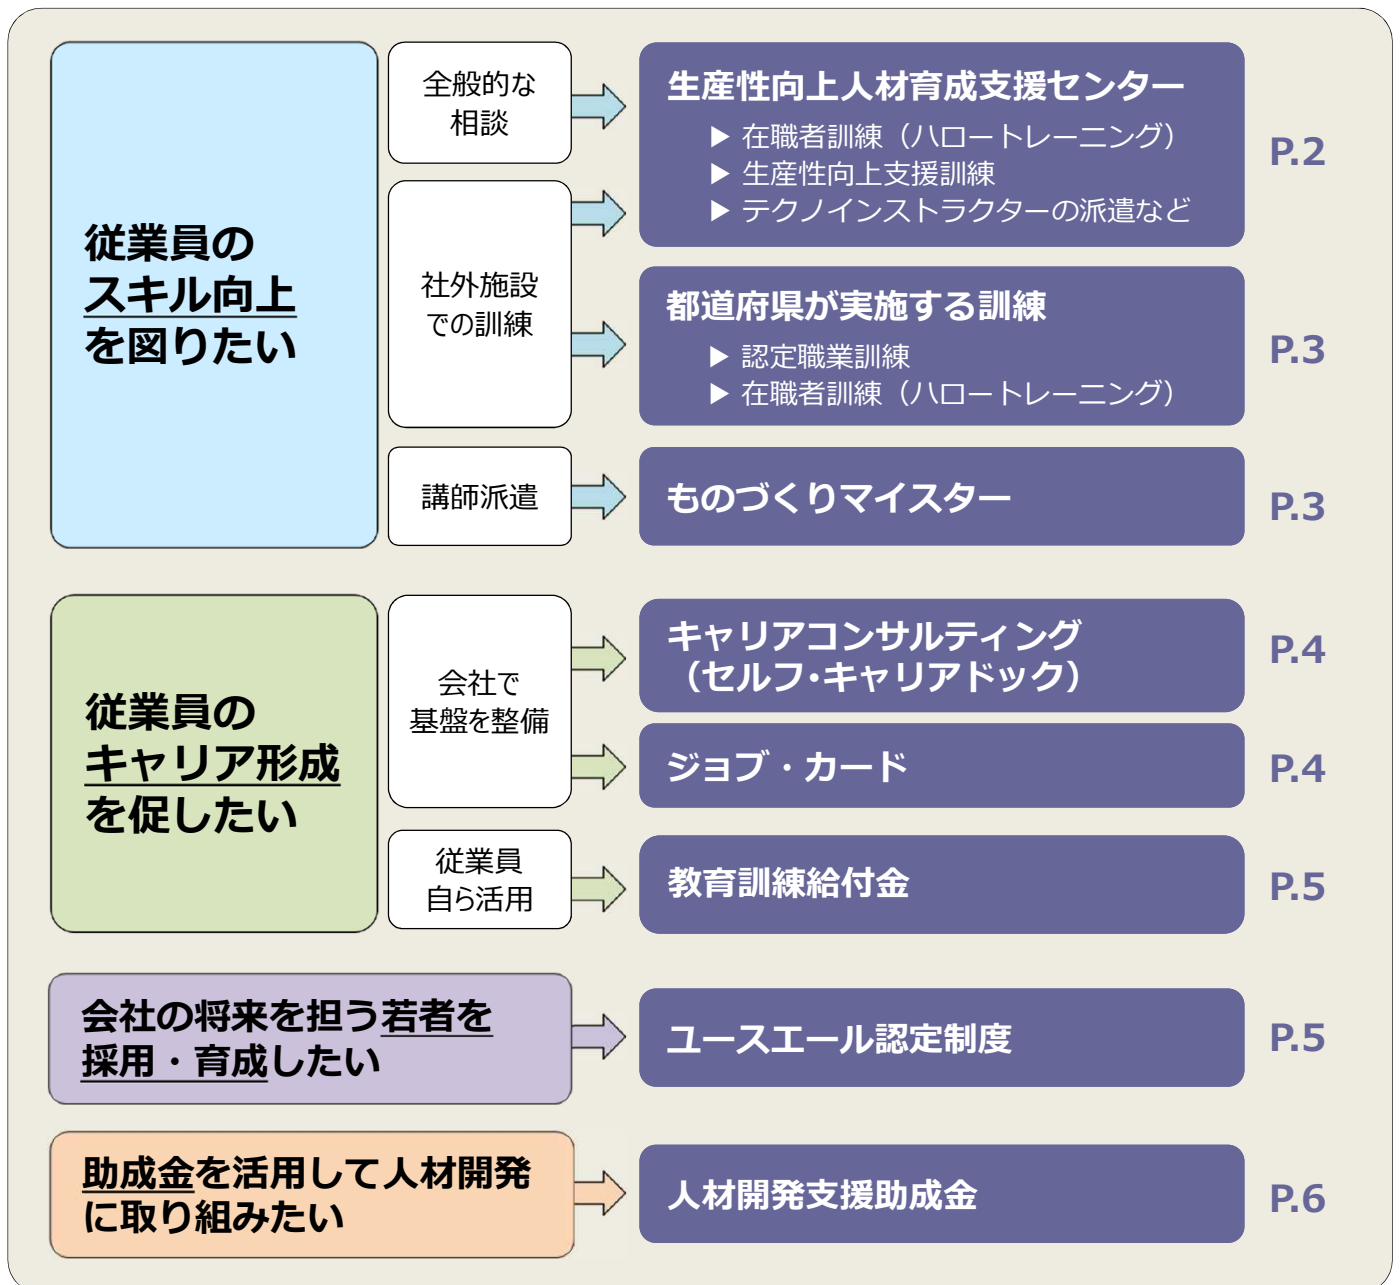 従業員の
スキル向上
を図りたい
全般的な
相談
生産性向上人材育成支援センター
▶ 在職者訓練（ハロートレーニング）
▶ 生産性向上支援訓練
▶ テクノインストラクターの派遣など
P.2
社外施設
での訓練
都道府県が実施する訓練
▶ 認定職業訓練
▶ 在職者訓練（ハロートレーニング）
P.3
講師派遣
ものづくりマイスター
P.3
従業員の
キャリア形成
を促したい
会社で
基盤を整備
キャリアコンサルティング
（セルフ・キャリアドック）
P.4
ジョブ・カード
P.4
従業員
自ら活用
教育訓練給付金
P.5
会社の将来を担う若者を
採用・育成したい
ユースエール認定制度
P.5
助成金を活用して人材開発
に取り組みたい
人材開発支援助成金
P.6